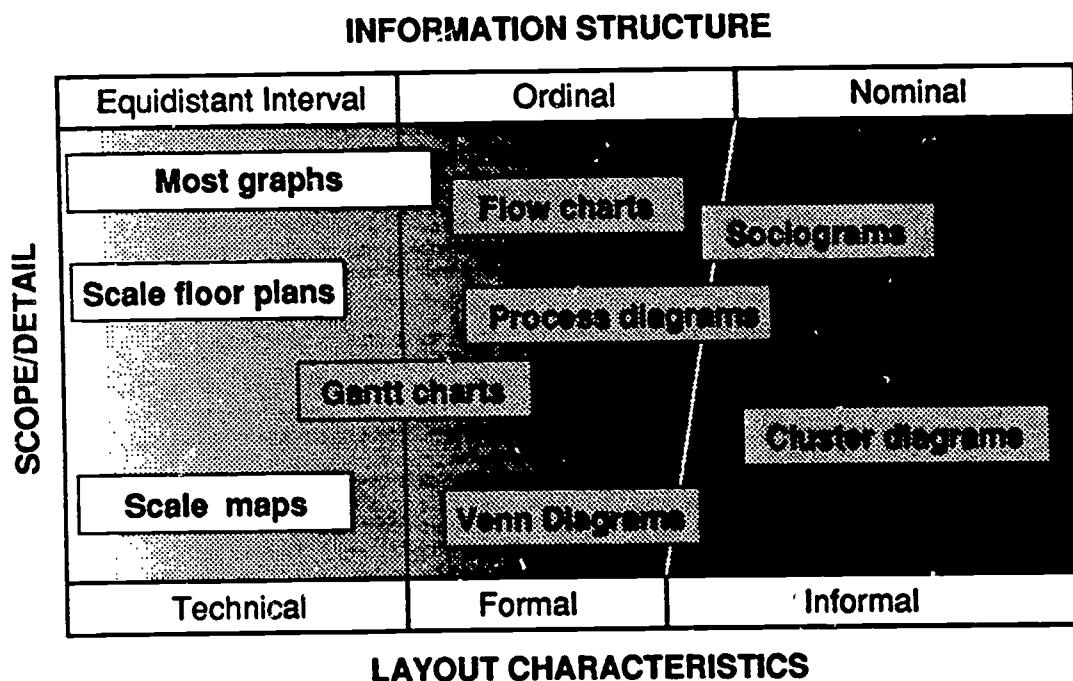 INFORMATION STRUCTURE
Equidistant Interval
Ordinal
Nominal
SCOPE/DETAIL
Most graphs
Flow charts
Sociograms
Scale floor plans
Process diagrams
Gantt charts
Cluster diagrams
Scale maps
Venn Diagrams
Technical
Formal
Informal
LAYOUT CHARACTERISTICS